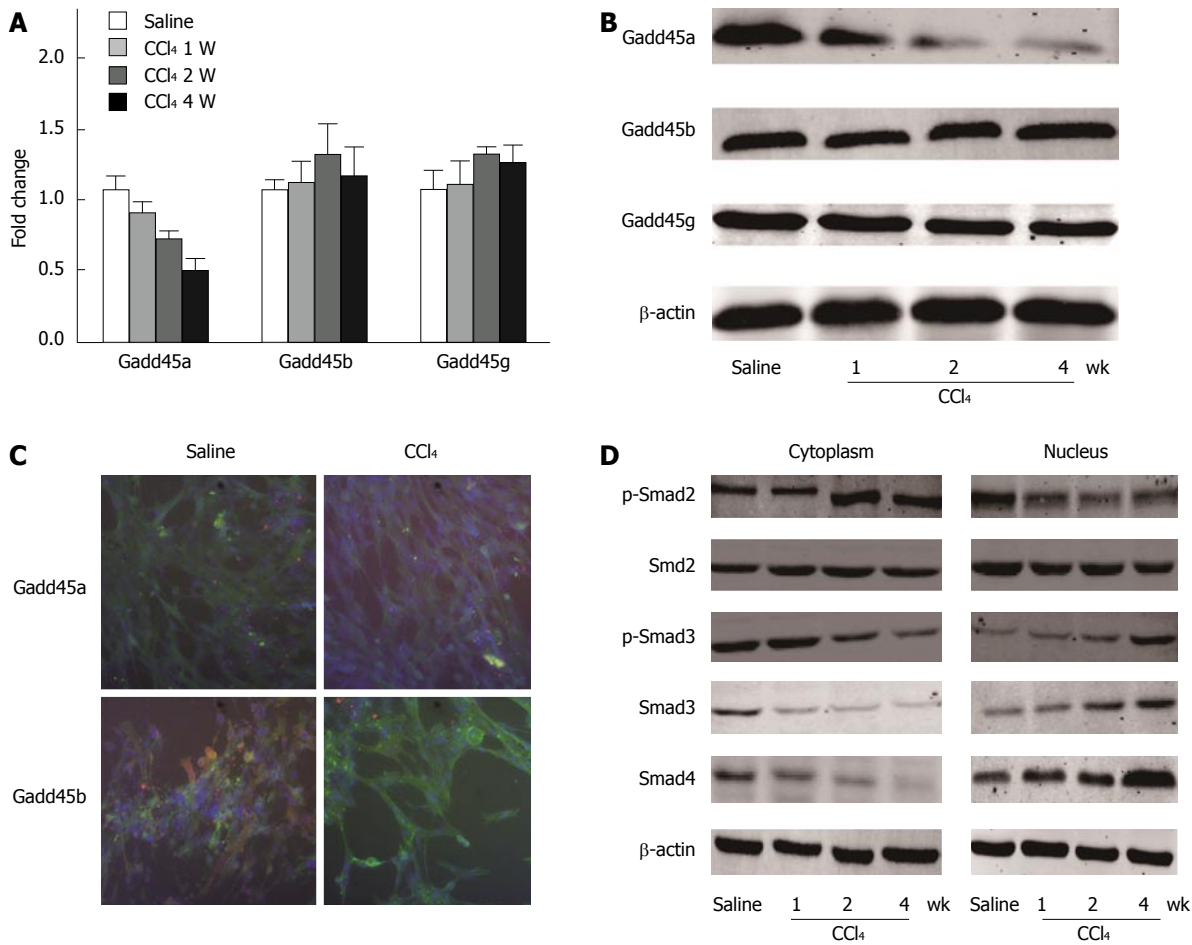 A
Saline
CCl₄ 1 W
CCl₄ 2 W
CCl₄ 4 W
2.0
1.5
1.0
0.5
0.0
Fold change
Gadd45a Gadd45b Gadd45g
B
Gadd45a
Gadd45b
Gadd45g
β-actin
Saline 1 2 4 wk
CCl₄
C
Saline CCl₄
Gadd45a
Gadd45b
D
Cytoplasm Nucleus
p-Smad2
Smd2
p-Smad3
Smad3
Smad4
β-actin
Saline 1 2 4 wk Saline 1 2 4 wk
CCl₄ CCl₄